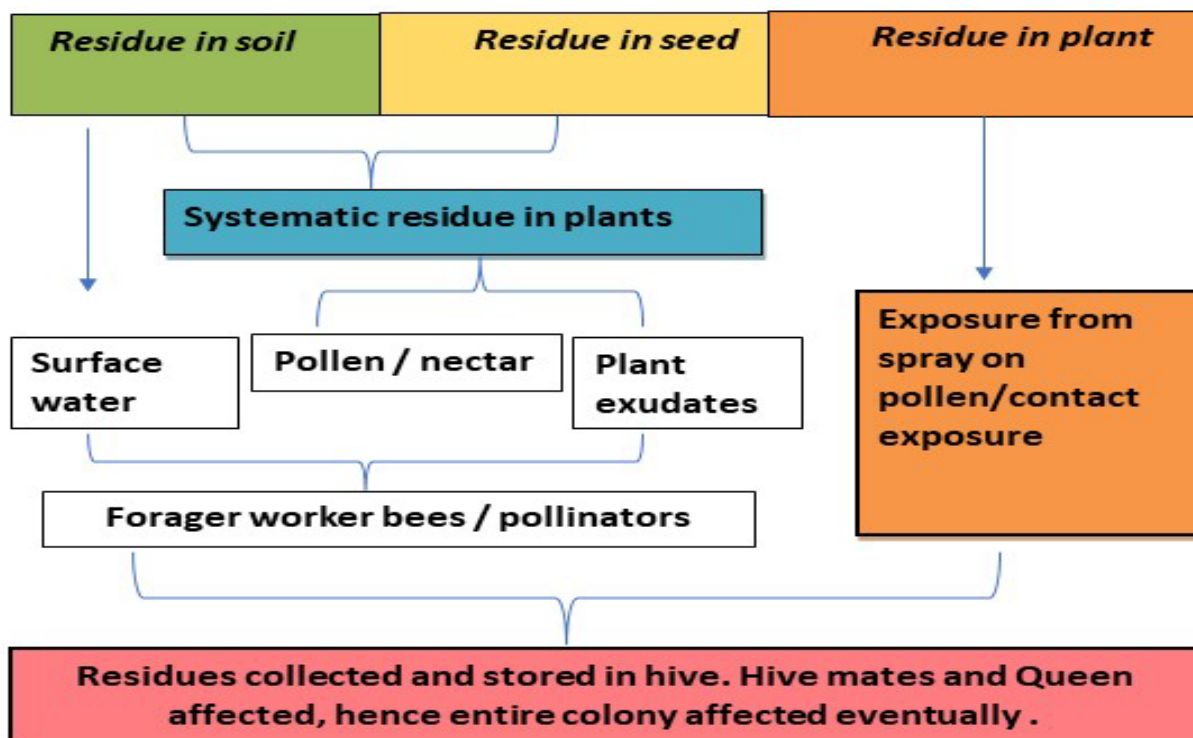 Residue in soil
Residue in seed
Residue in plant
Systematic residue in plants
Surface
water
Pollen / nectar
Plant
exudates
Exposure from
spray on
pollen/contact
exposure
Forager worker bees / pollinators
Residues collected and stored in hive. Hive mates and Queen
affected, hence entire colony affected eventually .